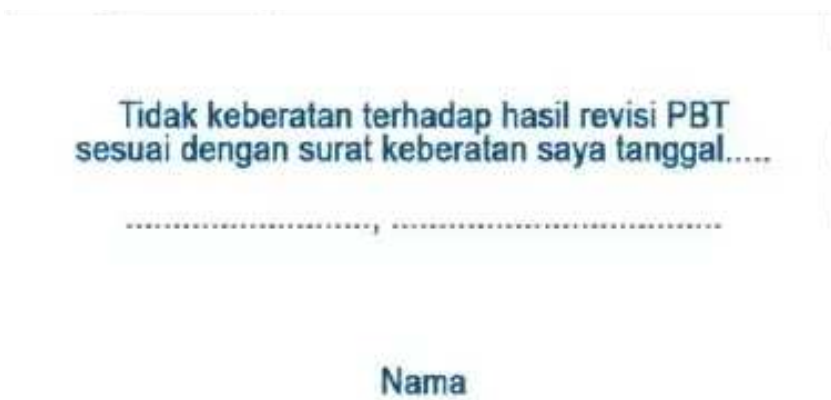 Tidak keberatan terhadap hasil revisi PBT
sesuai dengan surat keberatan saya tanggal.....
.........................., ...................................
Nama